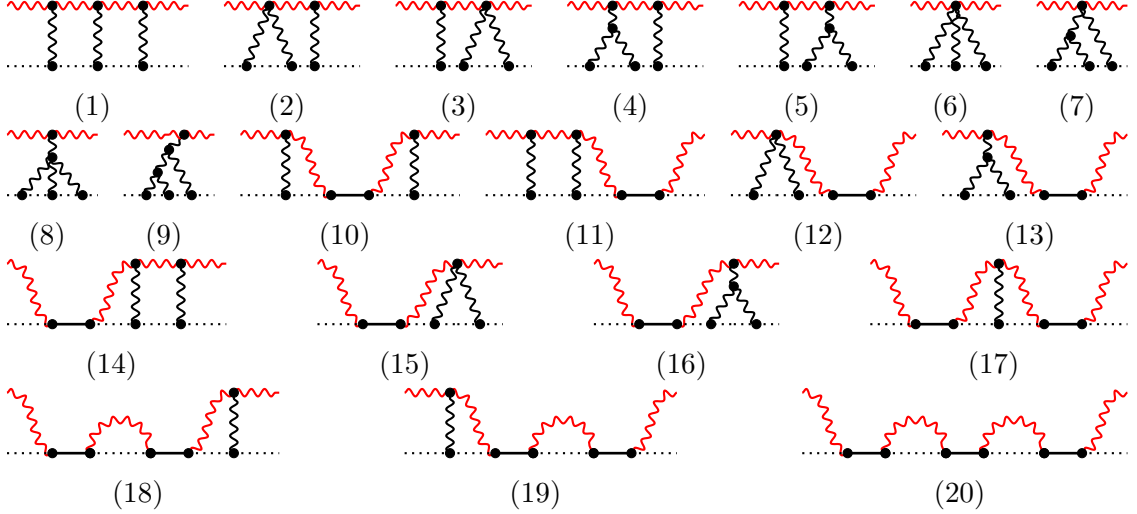 (1) (2) (3) (4) (5) (6) (7)
(8) (9) (10) (11) (12) (13)
(14) (15) (16) (17)
(18) (19) (20)